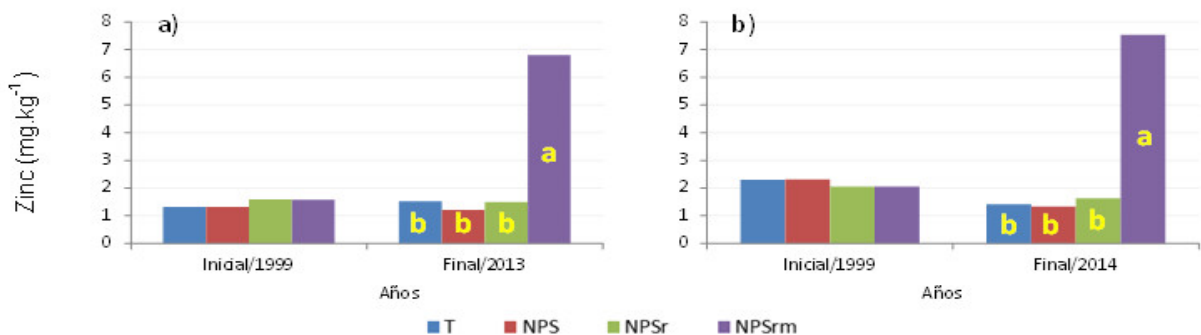 a)
8
7
6
5
4
3
2
1
0
Zinc (mg.kg⁻¹)
a
b b b
Inicial/1999 Final/2013
Años
b)
8
7
6
5
4
3
2
1
0
a
b b b
Inicial/1999 Final/2014
Años
T NPS NPSr NPSrm